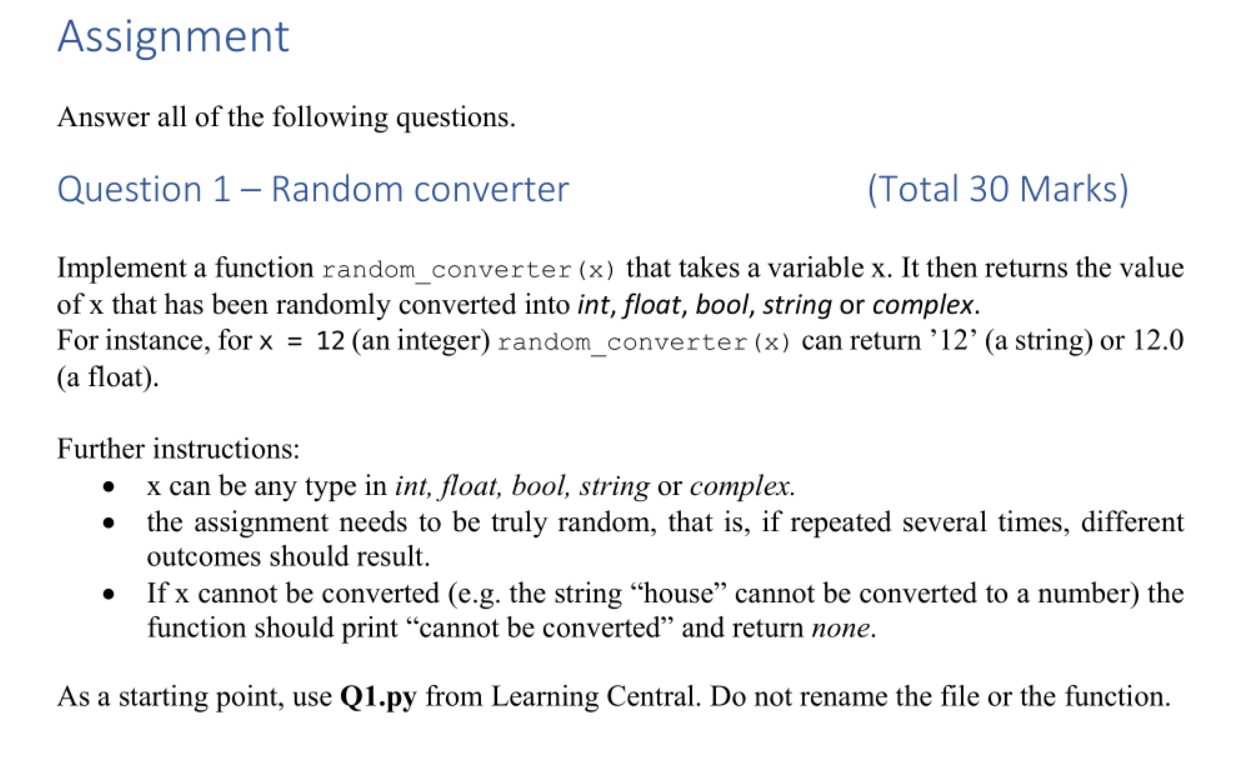 Assignment
Answer all of the following questions.
Question 1 – Random converter (Total 30 Marks)
Implement a function random_converter(x) that takes a variable x. It then returns the value
of x that has been randomly converted into int, float, bool, string or complex.
For instance, for x = 12 (an integer) random_converter(x) can return ’12’ (a string) or 12.0
(a float).
Further instructions:
• x can be any type in int, float, bool, string or complex.
• the assignment needs to be truly random, that is, if repeated several times, different
outcomes should result.
• If x cannot be converted (e.g. the string “house” cannot be converted to a number) the
function should print “cannot be converted” and return none.
As a starting point, use Q1.py from Learning Central. Do not rename the file or the function.